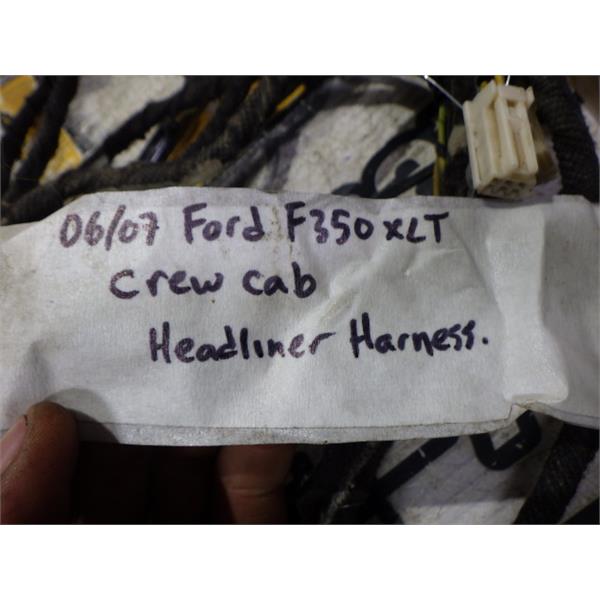 06/07 Ford F350 XLT
crew cab
Headliner Harness.